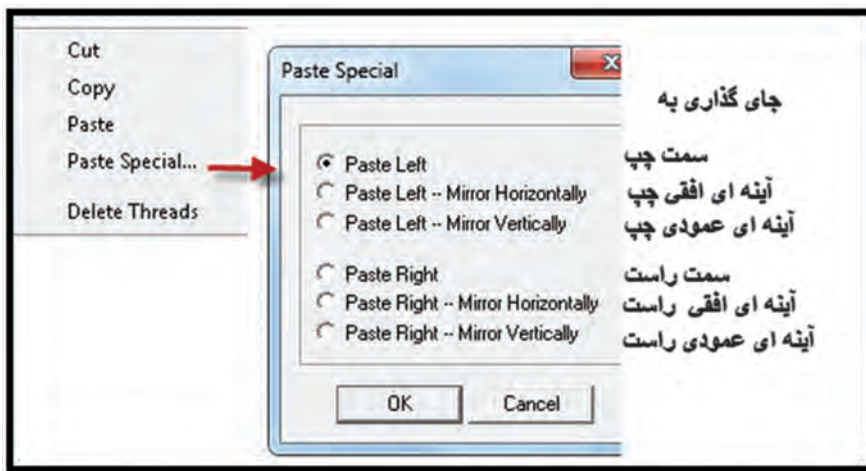 Cut
Copy
Paste
Paste Special...
Delete Threads
Paste Special
جای گذاری به
Paste Left سمت چپ
Paste Left -- Mirror Horizontally آینه ای افقی چپ
Paste Left -- Mirror Vertically آینه ای عمودی چپ
Paste Right سمت راست
Paste Right -- Mirror Horizontally آینه ای افقی راست
Paste Right -- Mirror Vertically آینه ای عمودی راست
OK Cancel